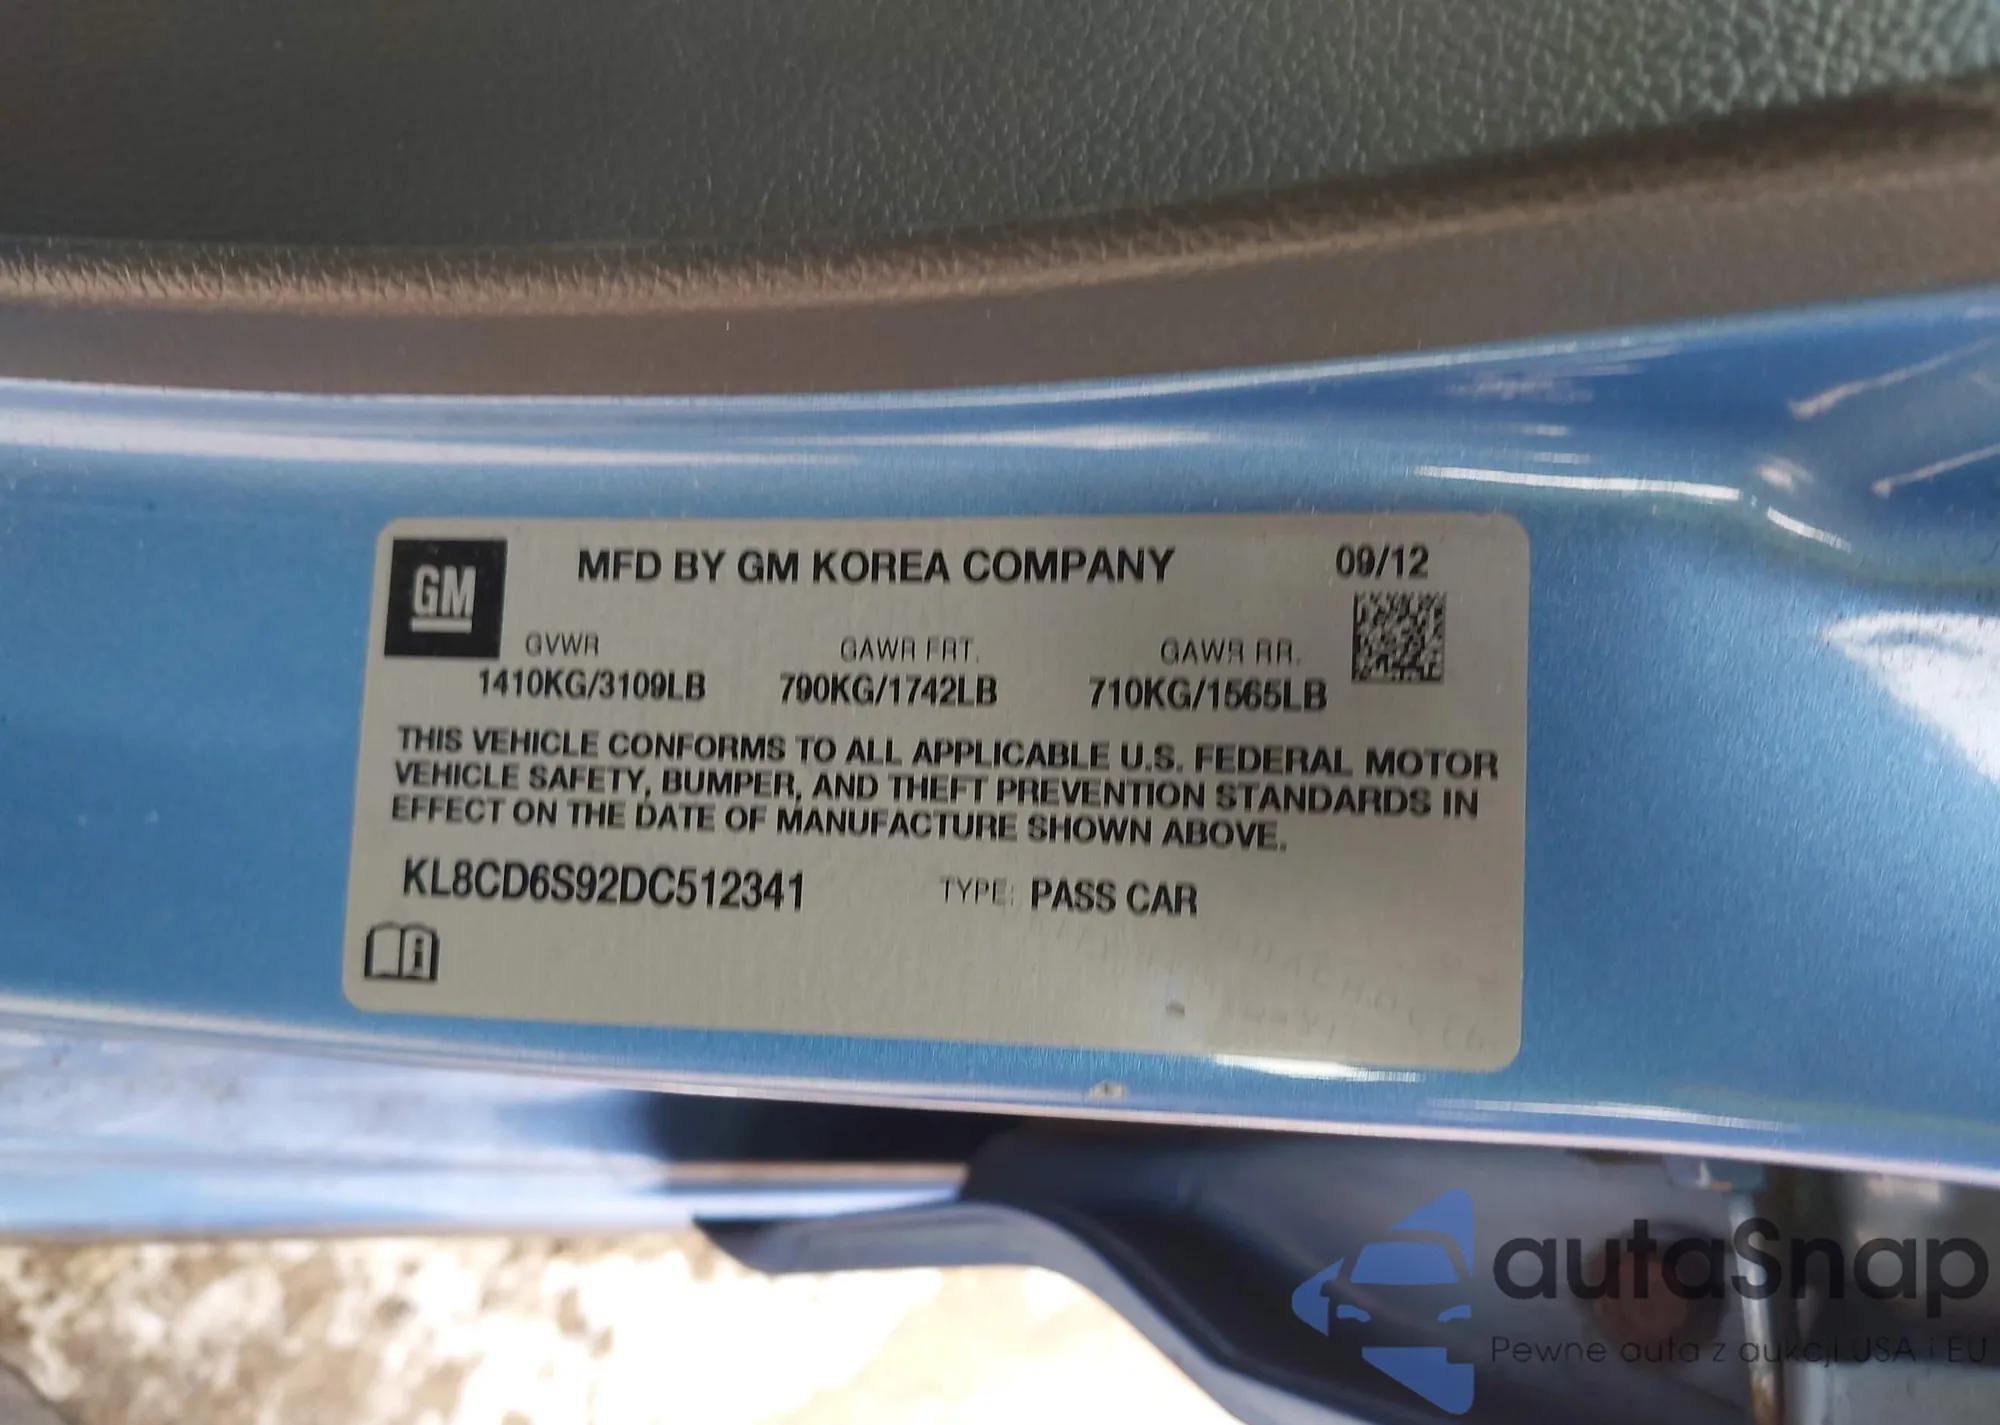 GM
MFD BY GM KOREA COMPANY 09/12
GVWR GAWR FRT. GAWR RR.
1410KG/3109LB 790KG/1742LB 710KG/1565LB
THIS VEHICLE CONFORMS TO ALL APPLICABLE U.S. FEDERAL MOTOR
VEHICLE SAFETY, BUMPER, AND THEFT PREVENTION STANDARDS IN
EFFECT ON THE DATE OF MANUFACTURE SHOWN ABOVE.
KL8CD6S92DC512341 TYPE: PASS CAR
i
autaSnap
Pewne auta z aukcji USA i EU